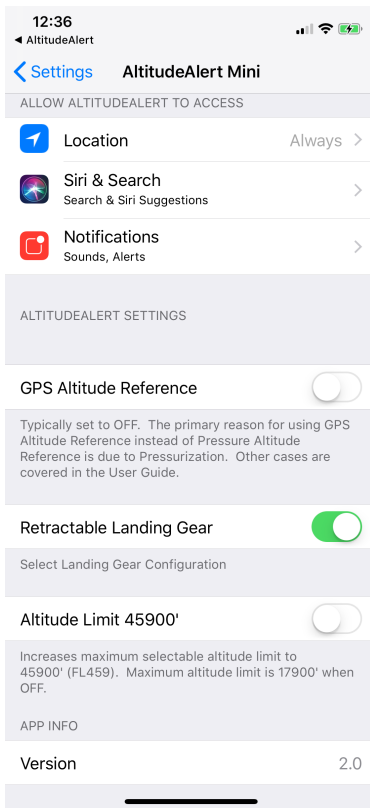 12:36
◀ AltitudeAlert
Settings
AltitudeAlert Mini
ALLOW ALTITUDEALERT TO ACCESS
Location
Always
Siri & Search
Search & Siri Suggestions
Notifications
Sounds, Alerts
ALTITUDEALERT SETTINGS
GPS Altitude Reference
Typically set to OFF.  The primary reason for using GPS
Altitude Reference instead of Pressure Altitude
Reference is due to Pressurization.  Other cases are
covered in the User Guide.
Retractable Landing Gear
Select Landing Gear Configuration
Altitude Limit 45900'
Increases maximum selectable altitude limit to
45900' (FL459).  Maximum altitude limit is 17900' when
OFF.
APP INFO
Version
2.0